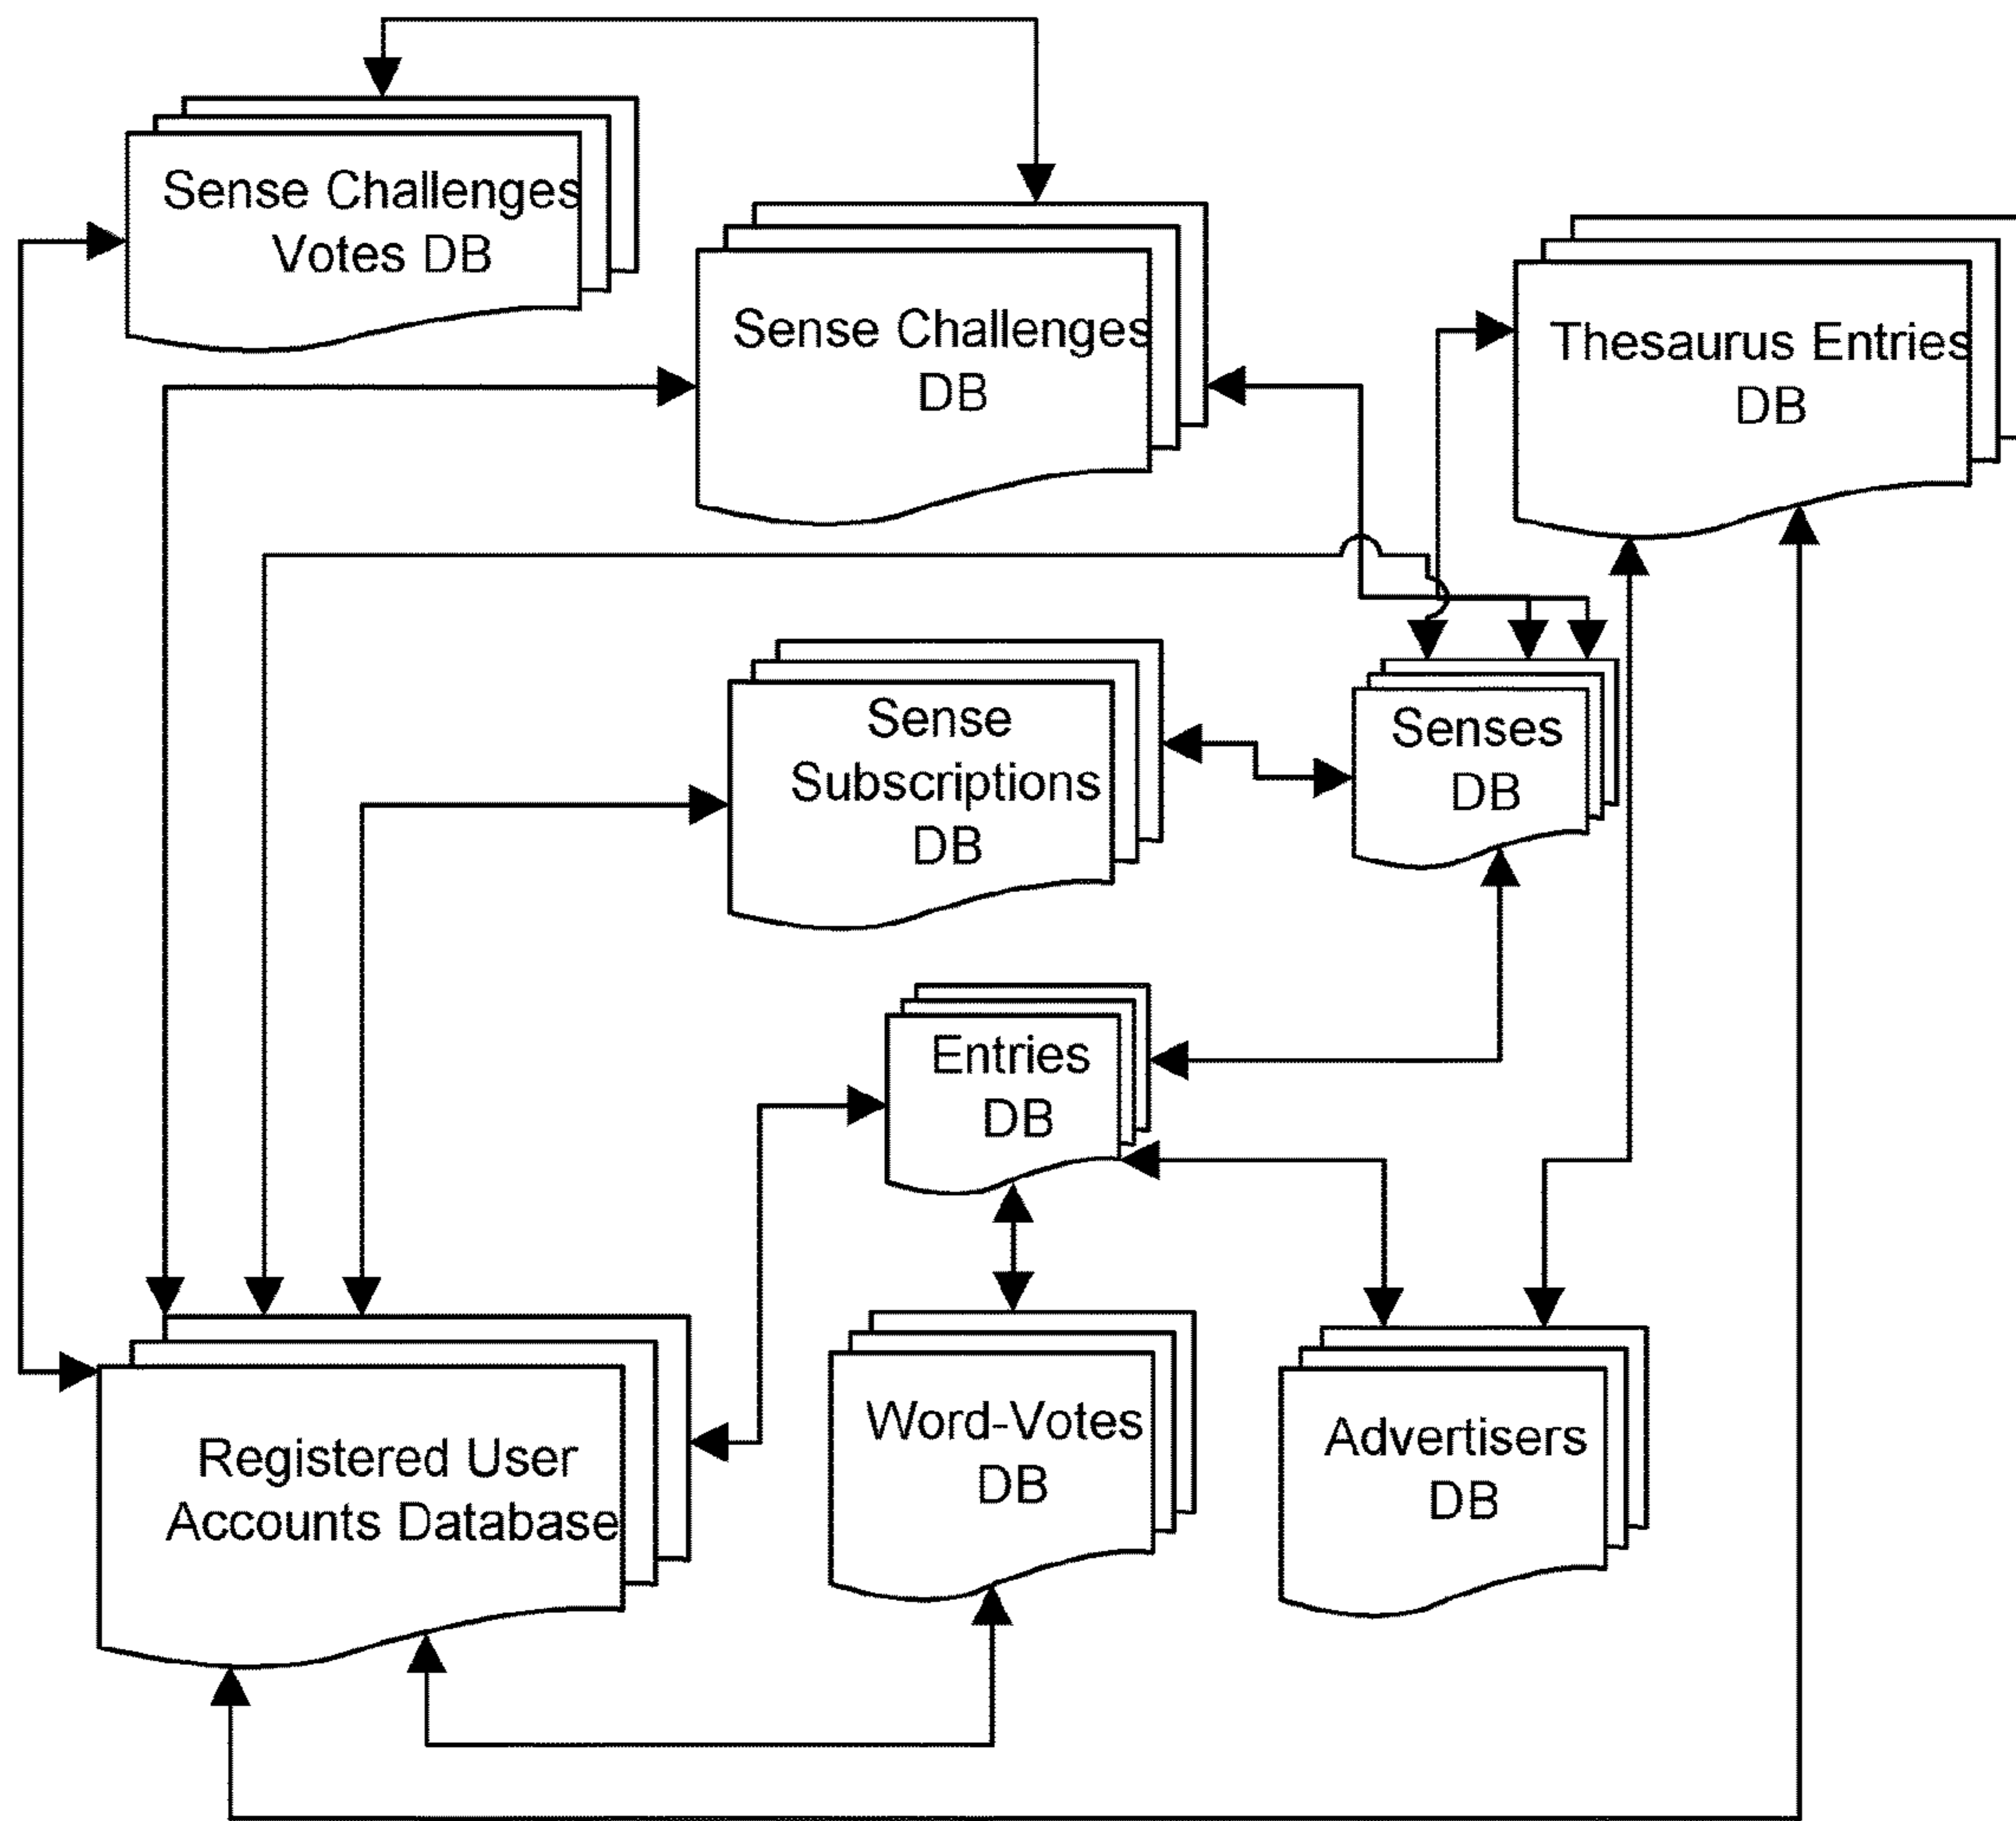 Sense Challenges
Votes DB
Sense Challenges
DB
Thesaurus Entries
DB
Sense
Subscriptions
DB
Senses
DB
Entries
DB
Registered User
Accounts Database
Word-Votes
DB
Advertisers
DB